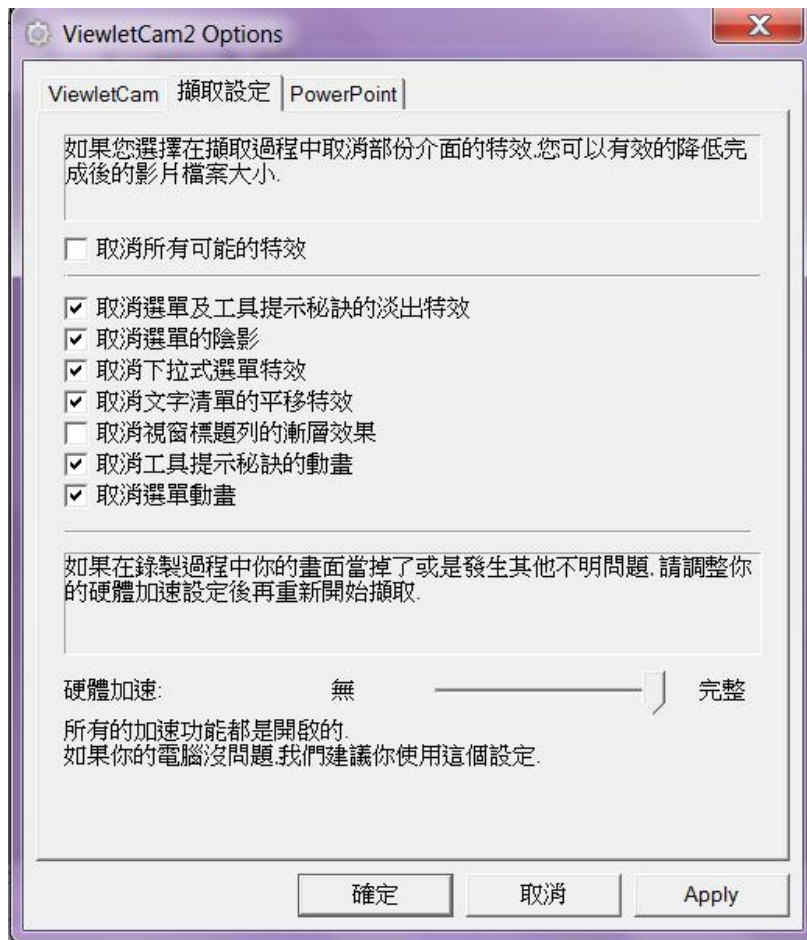 ViewletCam2 Options
ViewletCam 擷取設定 PowerPoint
如果您選擇在擷取過程中取消部份介面的特效,您可以有效的降低完
成後的影片檔案大小.
取消所有可能的特效
取消選單及工具提示秘訣的淡出特效
取消選單的陰影
取消下拉式選單特效
取消文字清單的平移特效
取消視窗標題列的漸層效果
取消工具提示秘訣的動畫
取消選單動畫
如果在錄製過程中你的畫面當掉了或是發生其他不明問題, 請調整你
的硬體加速設定後再重新開始擷取.
硬體加速: 無 完整
所有的加速功能都是開啟的.
如果你的電腦沒問題,我們建議你使用這個設定.
確定 取消 Apply